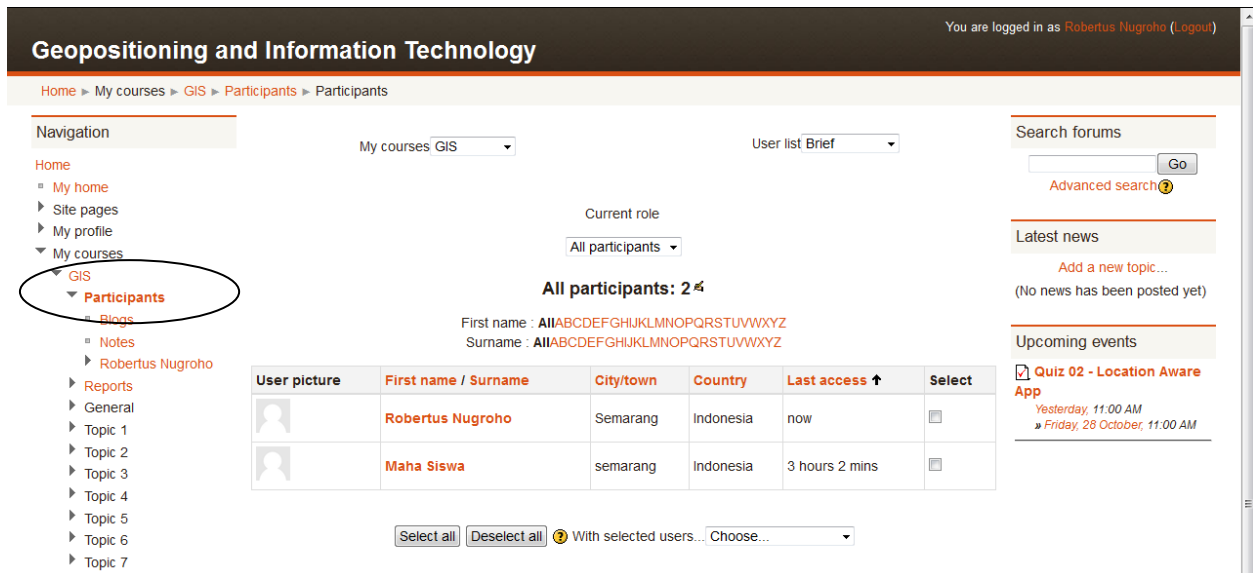 You are logged in as Robertus Nugroho (Logout)
Geopositioning and Information Technology
Home ► My courses ► GIS ► Participants ► Participants
Navigation
Home
My home
Site pages
My profile
My courses
GIS
Participants
Blogs
Notes
Robertus Nugroho
Reports
General
Topic 1
Topic 2
Topic 3
Topic 4
Topic 5
Topic 6
Topic 7
My courses GIS
User list Brief
Current role
All participants
All participants: 2
First name : AllABCDEFGHIJKLMNOPQRSTUVWXYZ
Surname : AllABCDEFGHIJKLMNOPQRSTUVWXYZ
User picture First name / Surname City/town Country Last access ↑ Select
Robertus Nugroho Semarang Indonesia now
Maha Siswa semarang Indonesia 3 hours 2 mins
Select all Deselect all ? With selected users... Choose...
Search forums
Go
Advanced search ?
Latest news
Add a new topic...
(No news has been posted yet)
Upcoming events
Quiz 02 - Location Aware
App
Yesterday, 11:00 AM
» Friday, 28 October, 11:00 AM